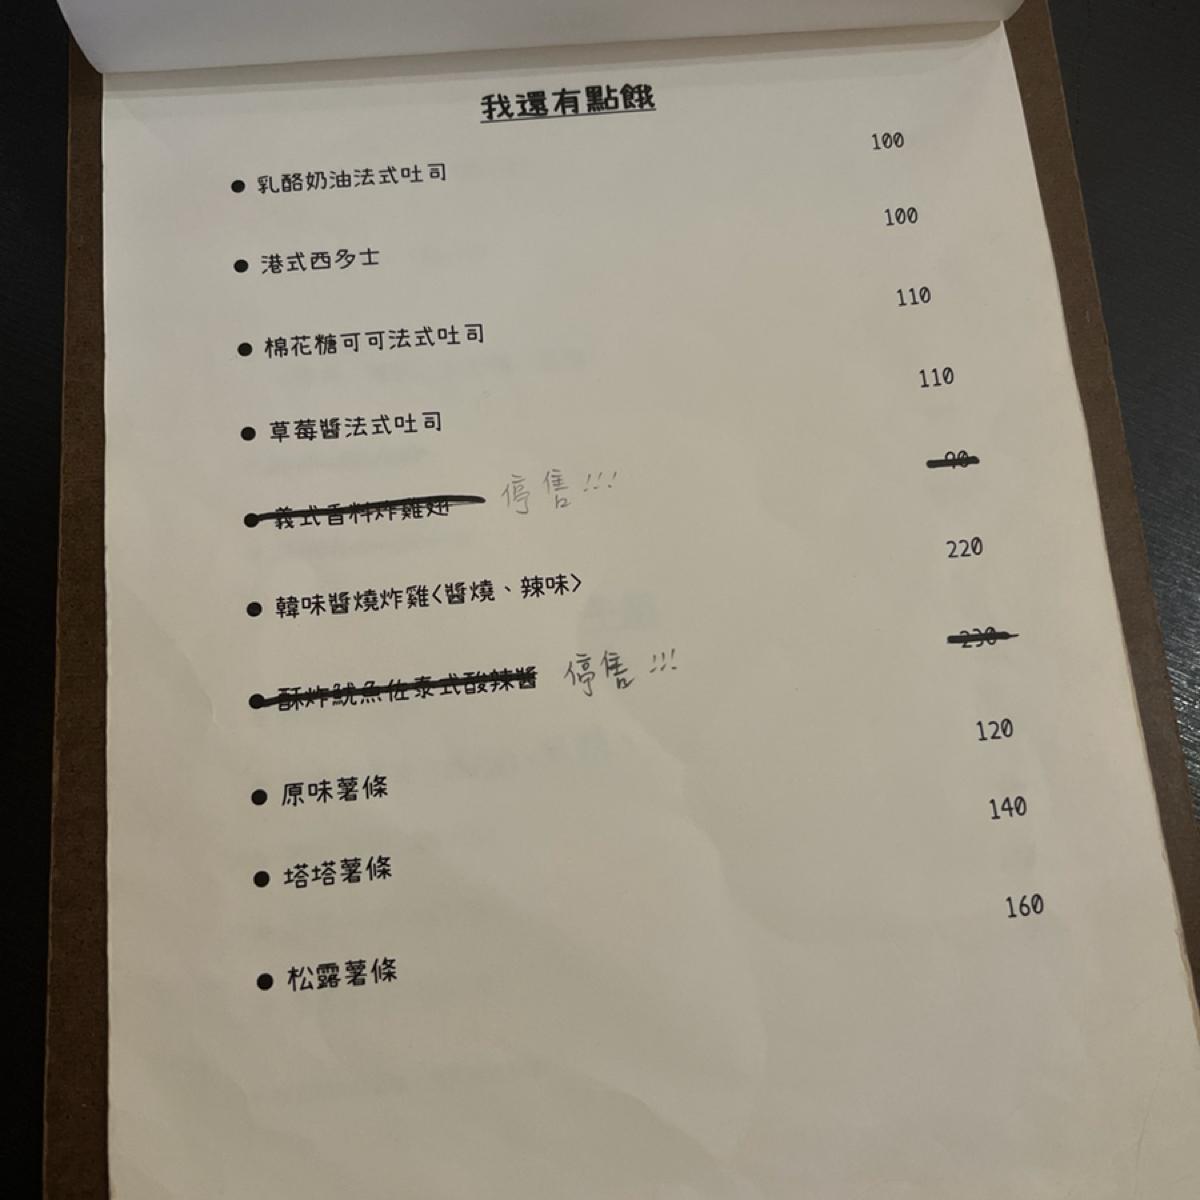 我還有點餓
● 乳酪奶油法式吐司 100
● 港式西多士 100
● 棉花糖可可法式吐司 110
● 草莓醬法式吐司 110
● 義式香料炸雞翅 停售!!! 90
● 韓味醬燒炸雞<醬燒、辣味> 220
● 酥炸魷魚佐泰式酸辣醬 停售!!! 230
● 原味薯條 120
● 塔塔薯條 140
● 松露薯條 160